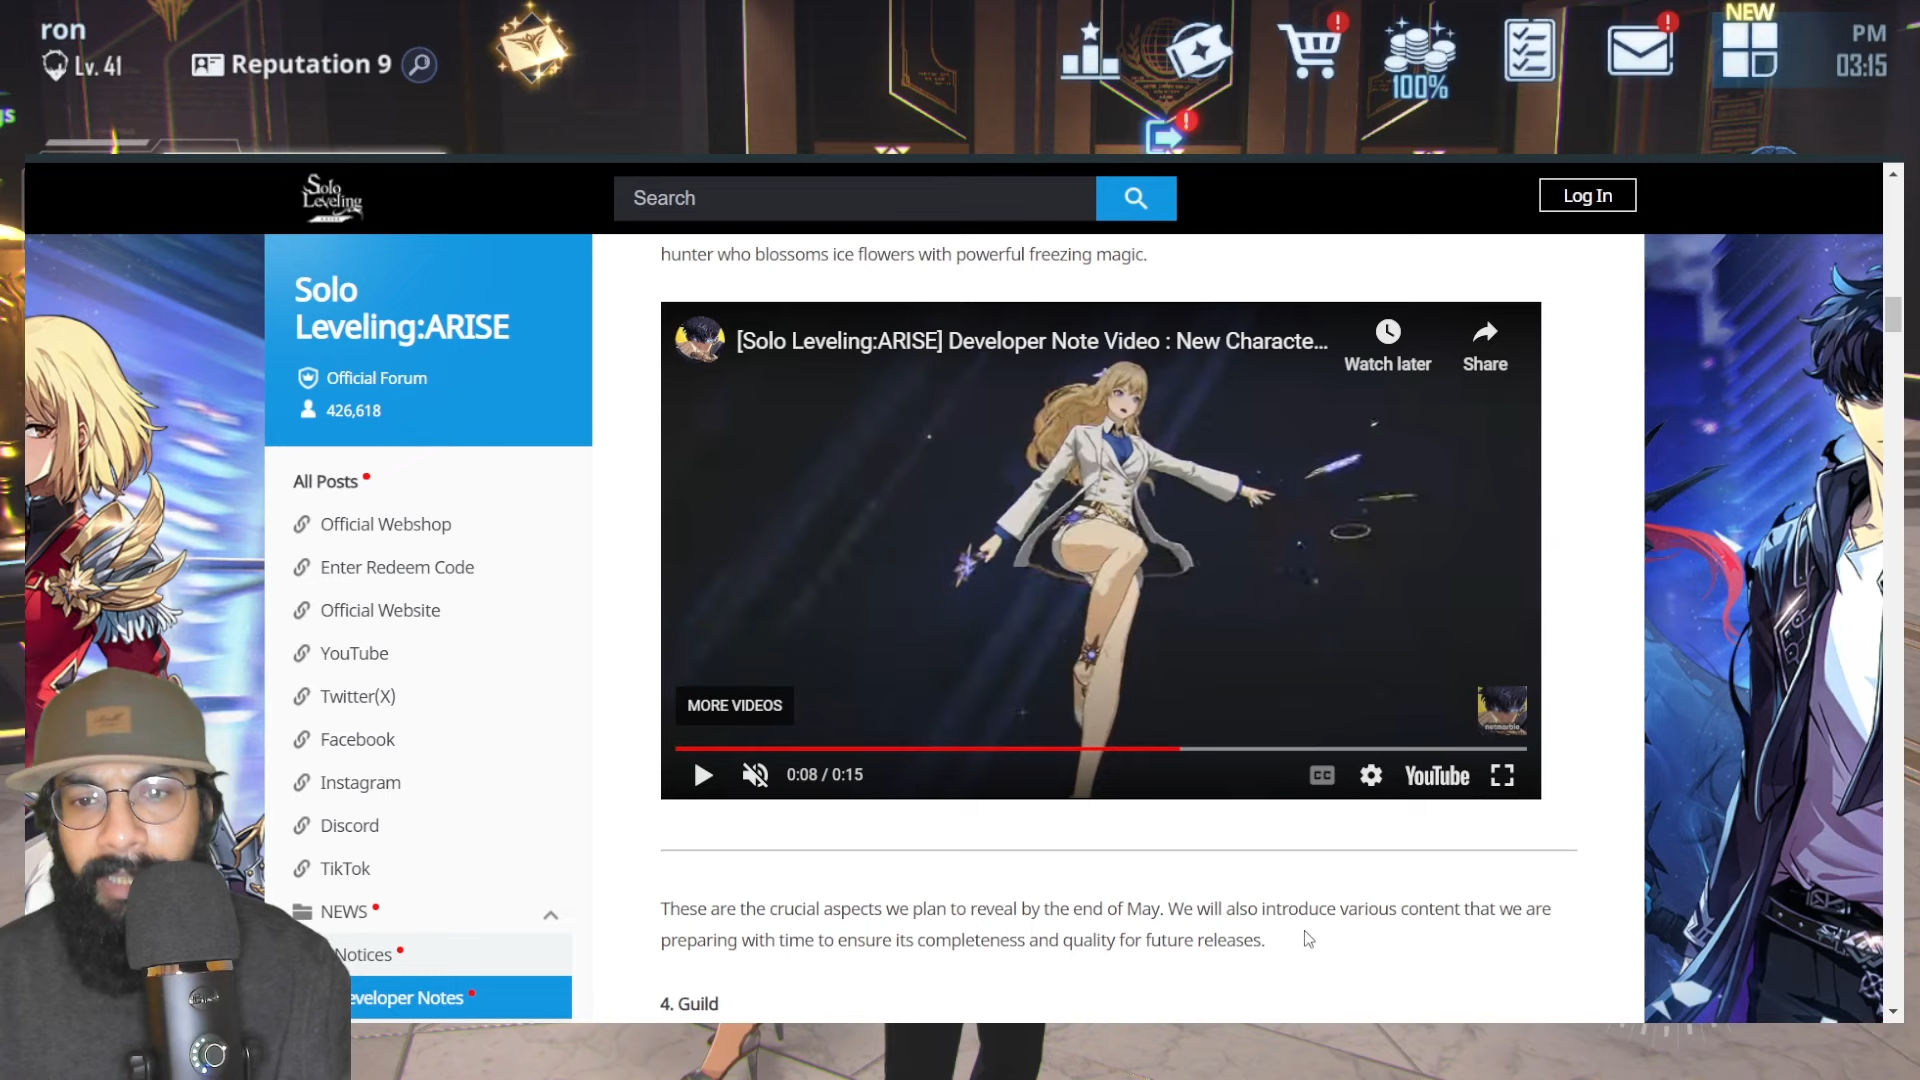 ron
Lv. 41
Reputation 9
100%
NEW
PM
03:15
gs
Solo
Leveling
ARISE
Search
Log In
Solo
Leveling:ARISE
Official Forum
426,618
All Posts
Official Webshop
Enter Redeem Code
Official Website
YouTube
Twitter(X)
Facebook
Instagram
Discord
TikTok
NEWS
Notices
eveloper Notes
hunter who blossoms ice flowers with powerful freezing magic.
[Solo Leveling:ARISE] Developer Note Video : New Characte...
Watch later
Share
MORE VIDEOS
netmarble
0:08 / 0:15
CC
YouTube
These are the crucial aspects we plan to reveal by the end of May. We will also introduce various content that we are
preparing with time to ensure its completeness and quality for future releases.
4. Guild